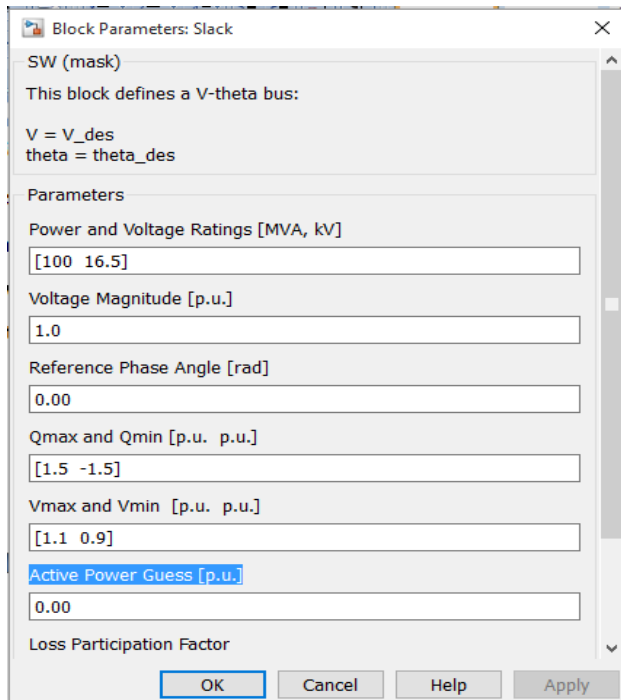 Block Parameters: Slack
SW (mask)
This block defines a V-theta bus:
V = V_des
theta = theta_des
Parameters
Power and Voltage Ratings [MVA, kV]
[100  16.5]
Voltage Magnitude [p.u.]
1.0
Reference Phase Angle [rad]
0.00
Qmax and Qmin [p.u.  p.u.]
[1.5  -1.5]
Vmax and Vmin  [p.u.  p.u.]
[1.1  0.9]
Active Power Guess [p.u.]
0.00
Loss Participation Factor
OK Cancel Help Apply